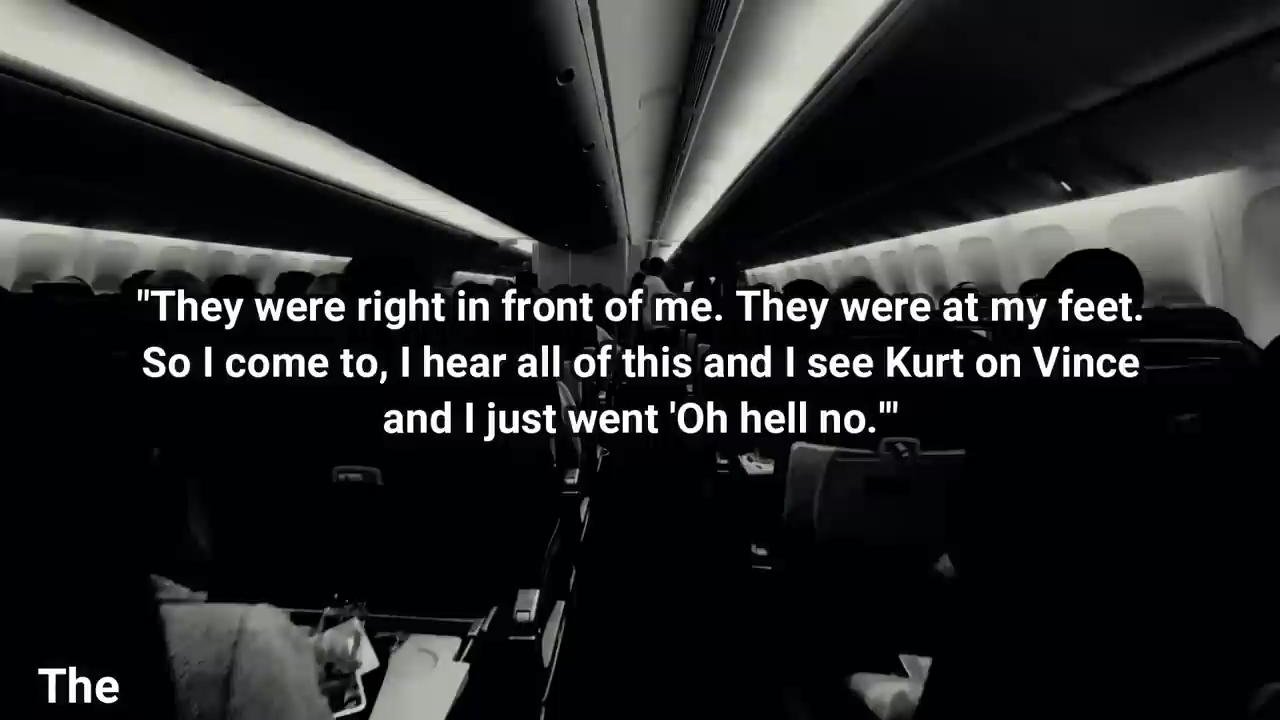 "They were right in front of me. They were at my feet.
So I come to, I hear all of this and I see Kurt on Vince
and I just went 'Oh hell no.'"
The